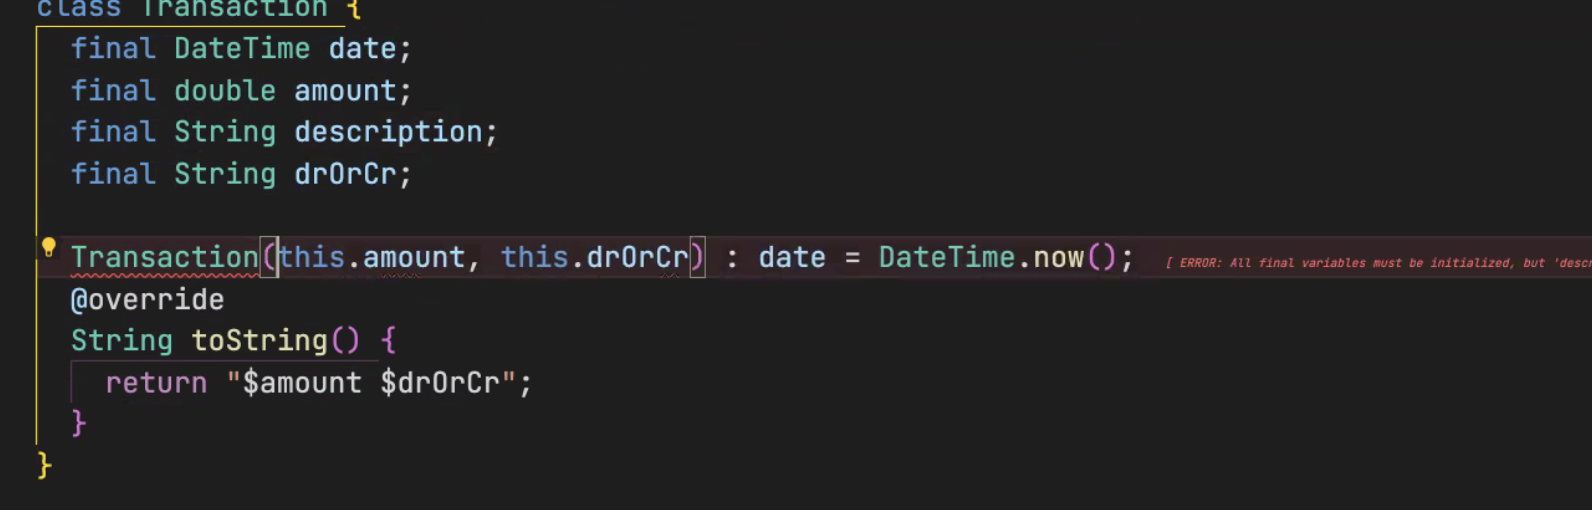 class Transaction {
final DateTime date;
final double amount;
final String description;
final String drOrCr;
Transaction(this.amount, this.drOrCr) : date = DateTime.now(); [ ERROR: All final variables must be initialized, but 'descr
@override
String toString() {
return "$amount $drOrCr";
}
}